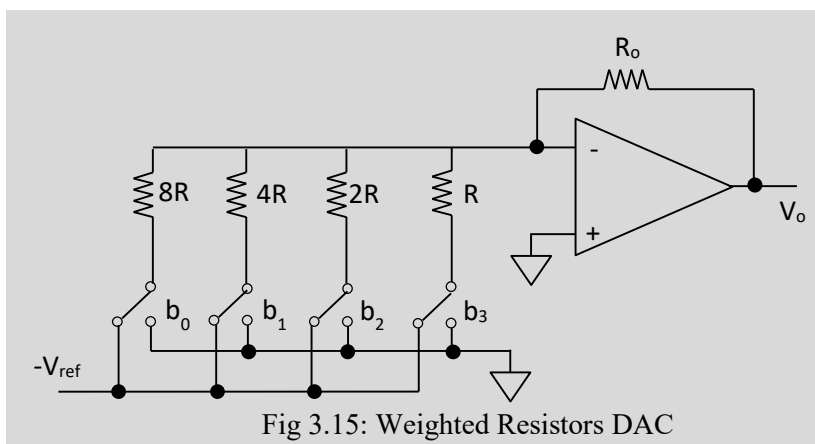 Rₒ
8R 4R 2R R
-
+
Vₒ
b₀ b₁ b₂ b₃
-Vref
Fig 3.15: Weighted Resistors DAC